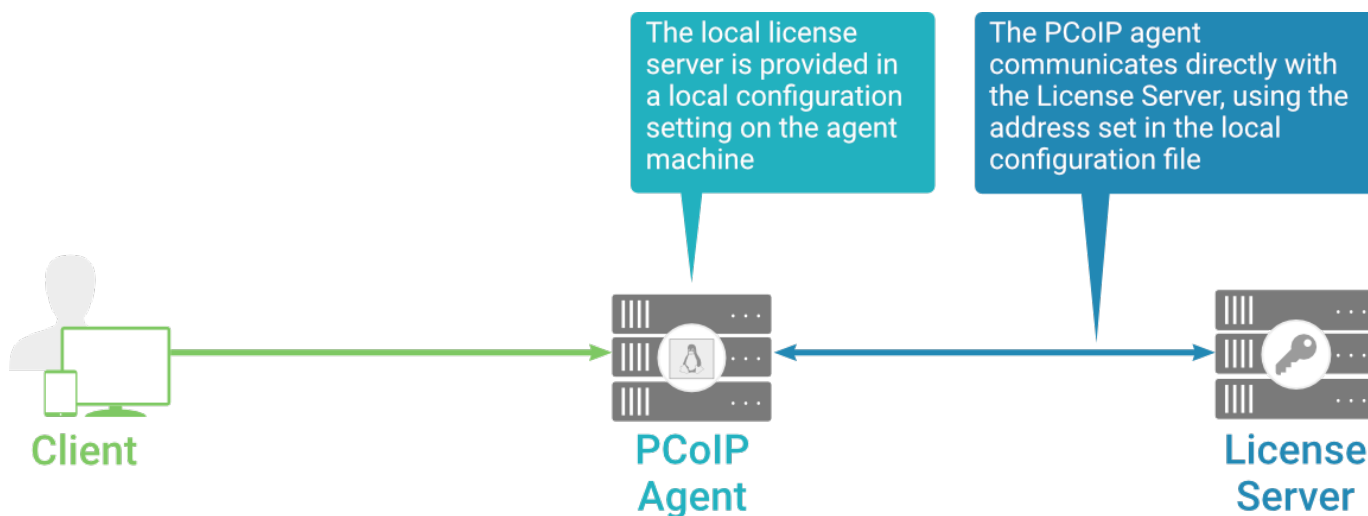 The local license
server is provided in
a local configuration
setting on the agent
machine
The PCoIP agent
communicates directly with
the License Server, using the
address set in the local
configuration file
Client
PCoIP
Agent
License
Server